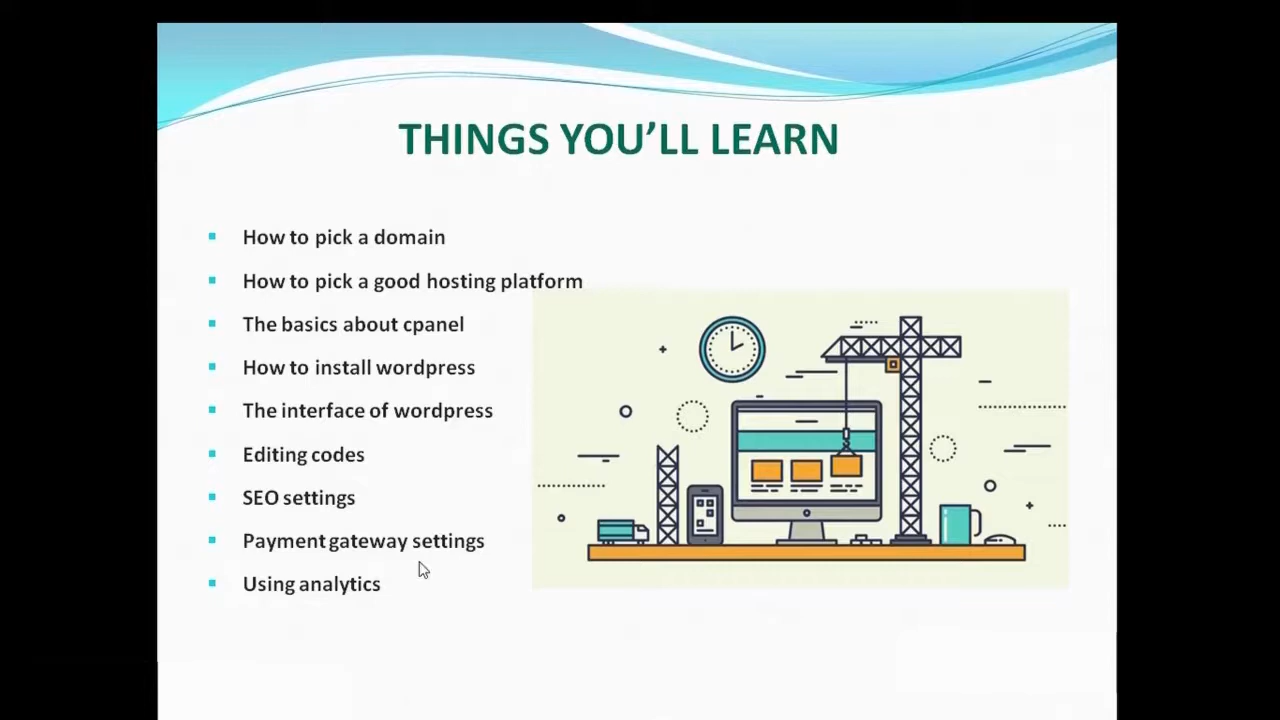 THINGS YOU’LL LEARN
How to pick a domain
How to pick a good hosting platform
The basics about cpanel
How to install wordpress
The interface of wordpress
Editing codes
SEO settings
Payment gateway settings
Using analytics